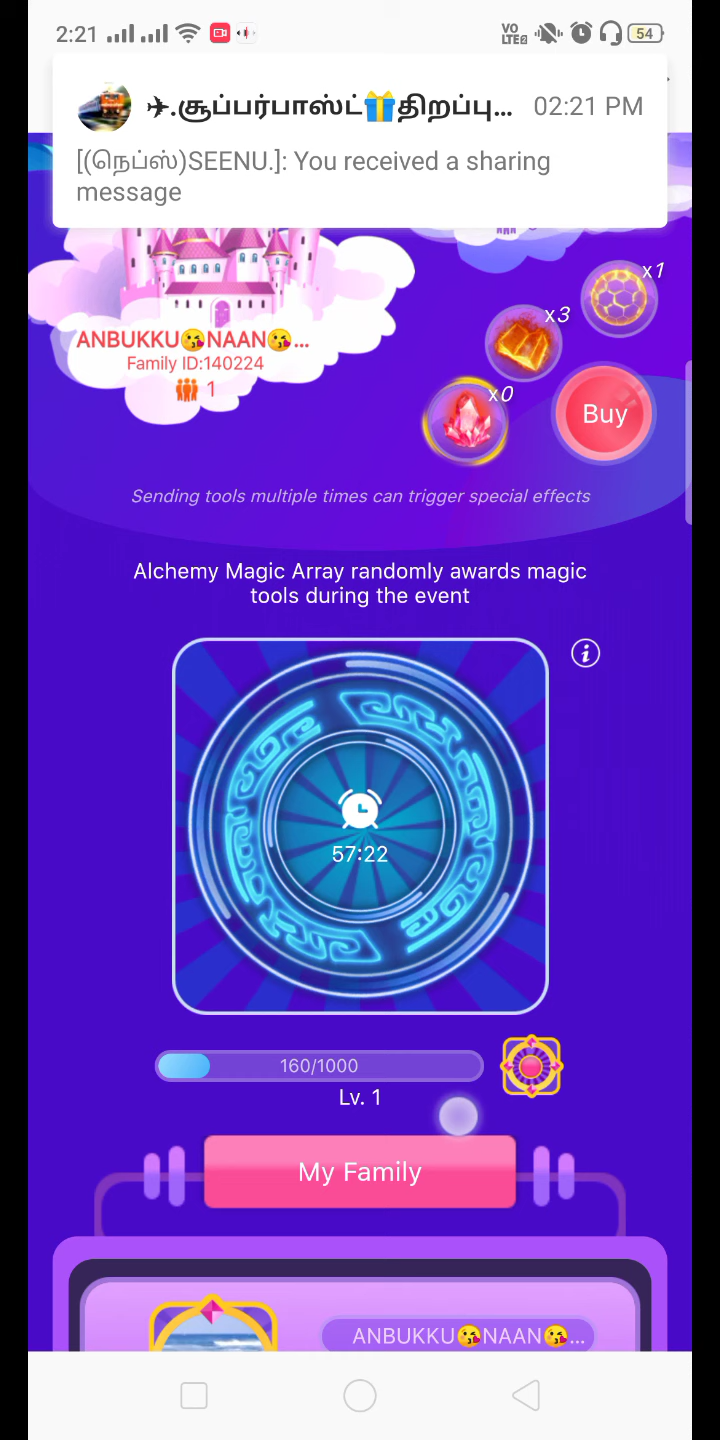 2:21
VO
LTE2
54
✈.சூப்பர்பாஸ்ட்🎁திறப்பு... 02:21 PM
[(நெப்ஸ்)SEENU.]: You received a sharing
message
x1
x3
ANBUKKU😘NAAN😘...
Family ID:140224
1
x0
Buy
Sending tools multiple times can trigger special effects
Alchemy Magic Array randomly awards magic
tools during the event
57:22
160/1000
Lv. 1
My Family
ANBUKKU😘NAAN😘...